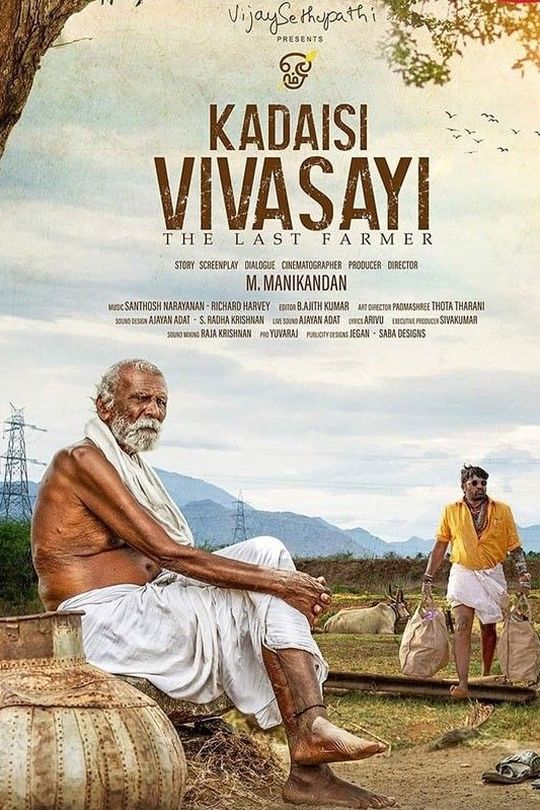 VijaySethupathi
PRESENTS
ஓம்
KADAISI
VIVASAYI
THE LAST FARMER
STORY SCREENPLAY DIALOGUE CINEMATOGRAPHER PRODUCER DIRECTOR
M. MANIKANDAN
MUSIC SANTHOSH NARAYANAN - RICHARD HARVEY EDITOR B.AJITH KUMAR ART DIRECTOR PADMASHREE THOTA THARANI
SOUND DESIGN AJAYAN ADAT - S. RADHA KRISHNAN LIVE SOUND AJAYAN ADAT LYRICS ARIVU EXECUTIVE PRODUCER SIVAKUMAR
SOUND MIXING RAJA KRISHNAN PRO YUVARAJ PUBLICITY DESIGNS JEGAN - SABA DESIGNS